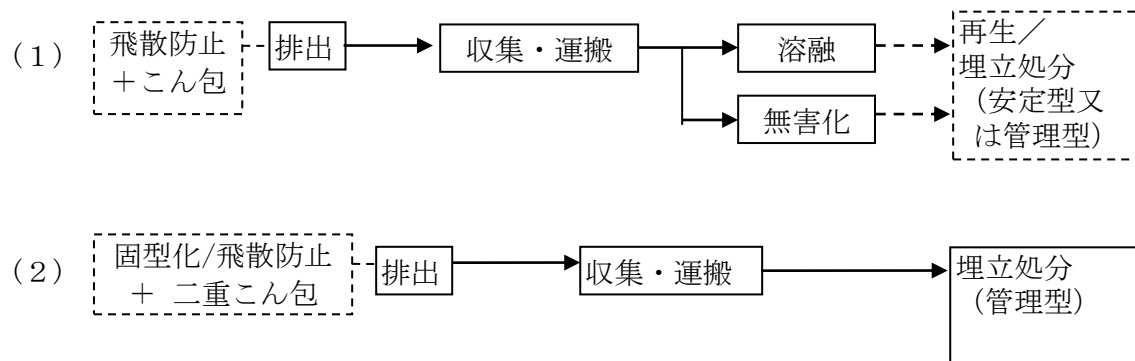 (1)
飛散防止
＋こん包
排出
収集・運搬
溶融
無害化
再生／
埋立処分
（安定型又
は管理型）
(2)
固型化/飛散防止
＋ 二重こん包
排出
収集・運搬
埋立処分
（管理型）